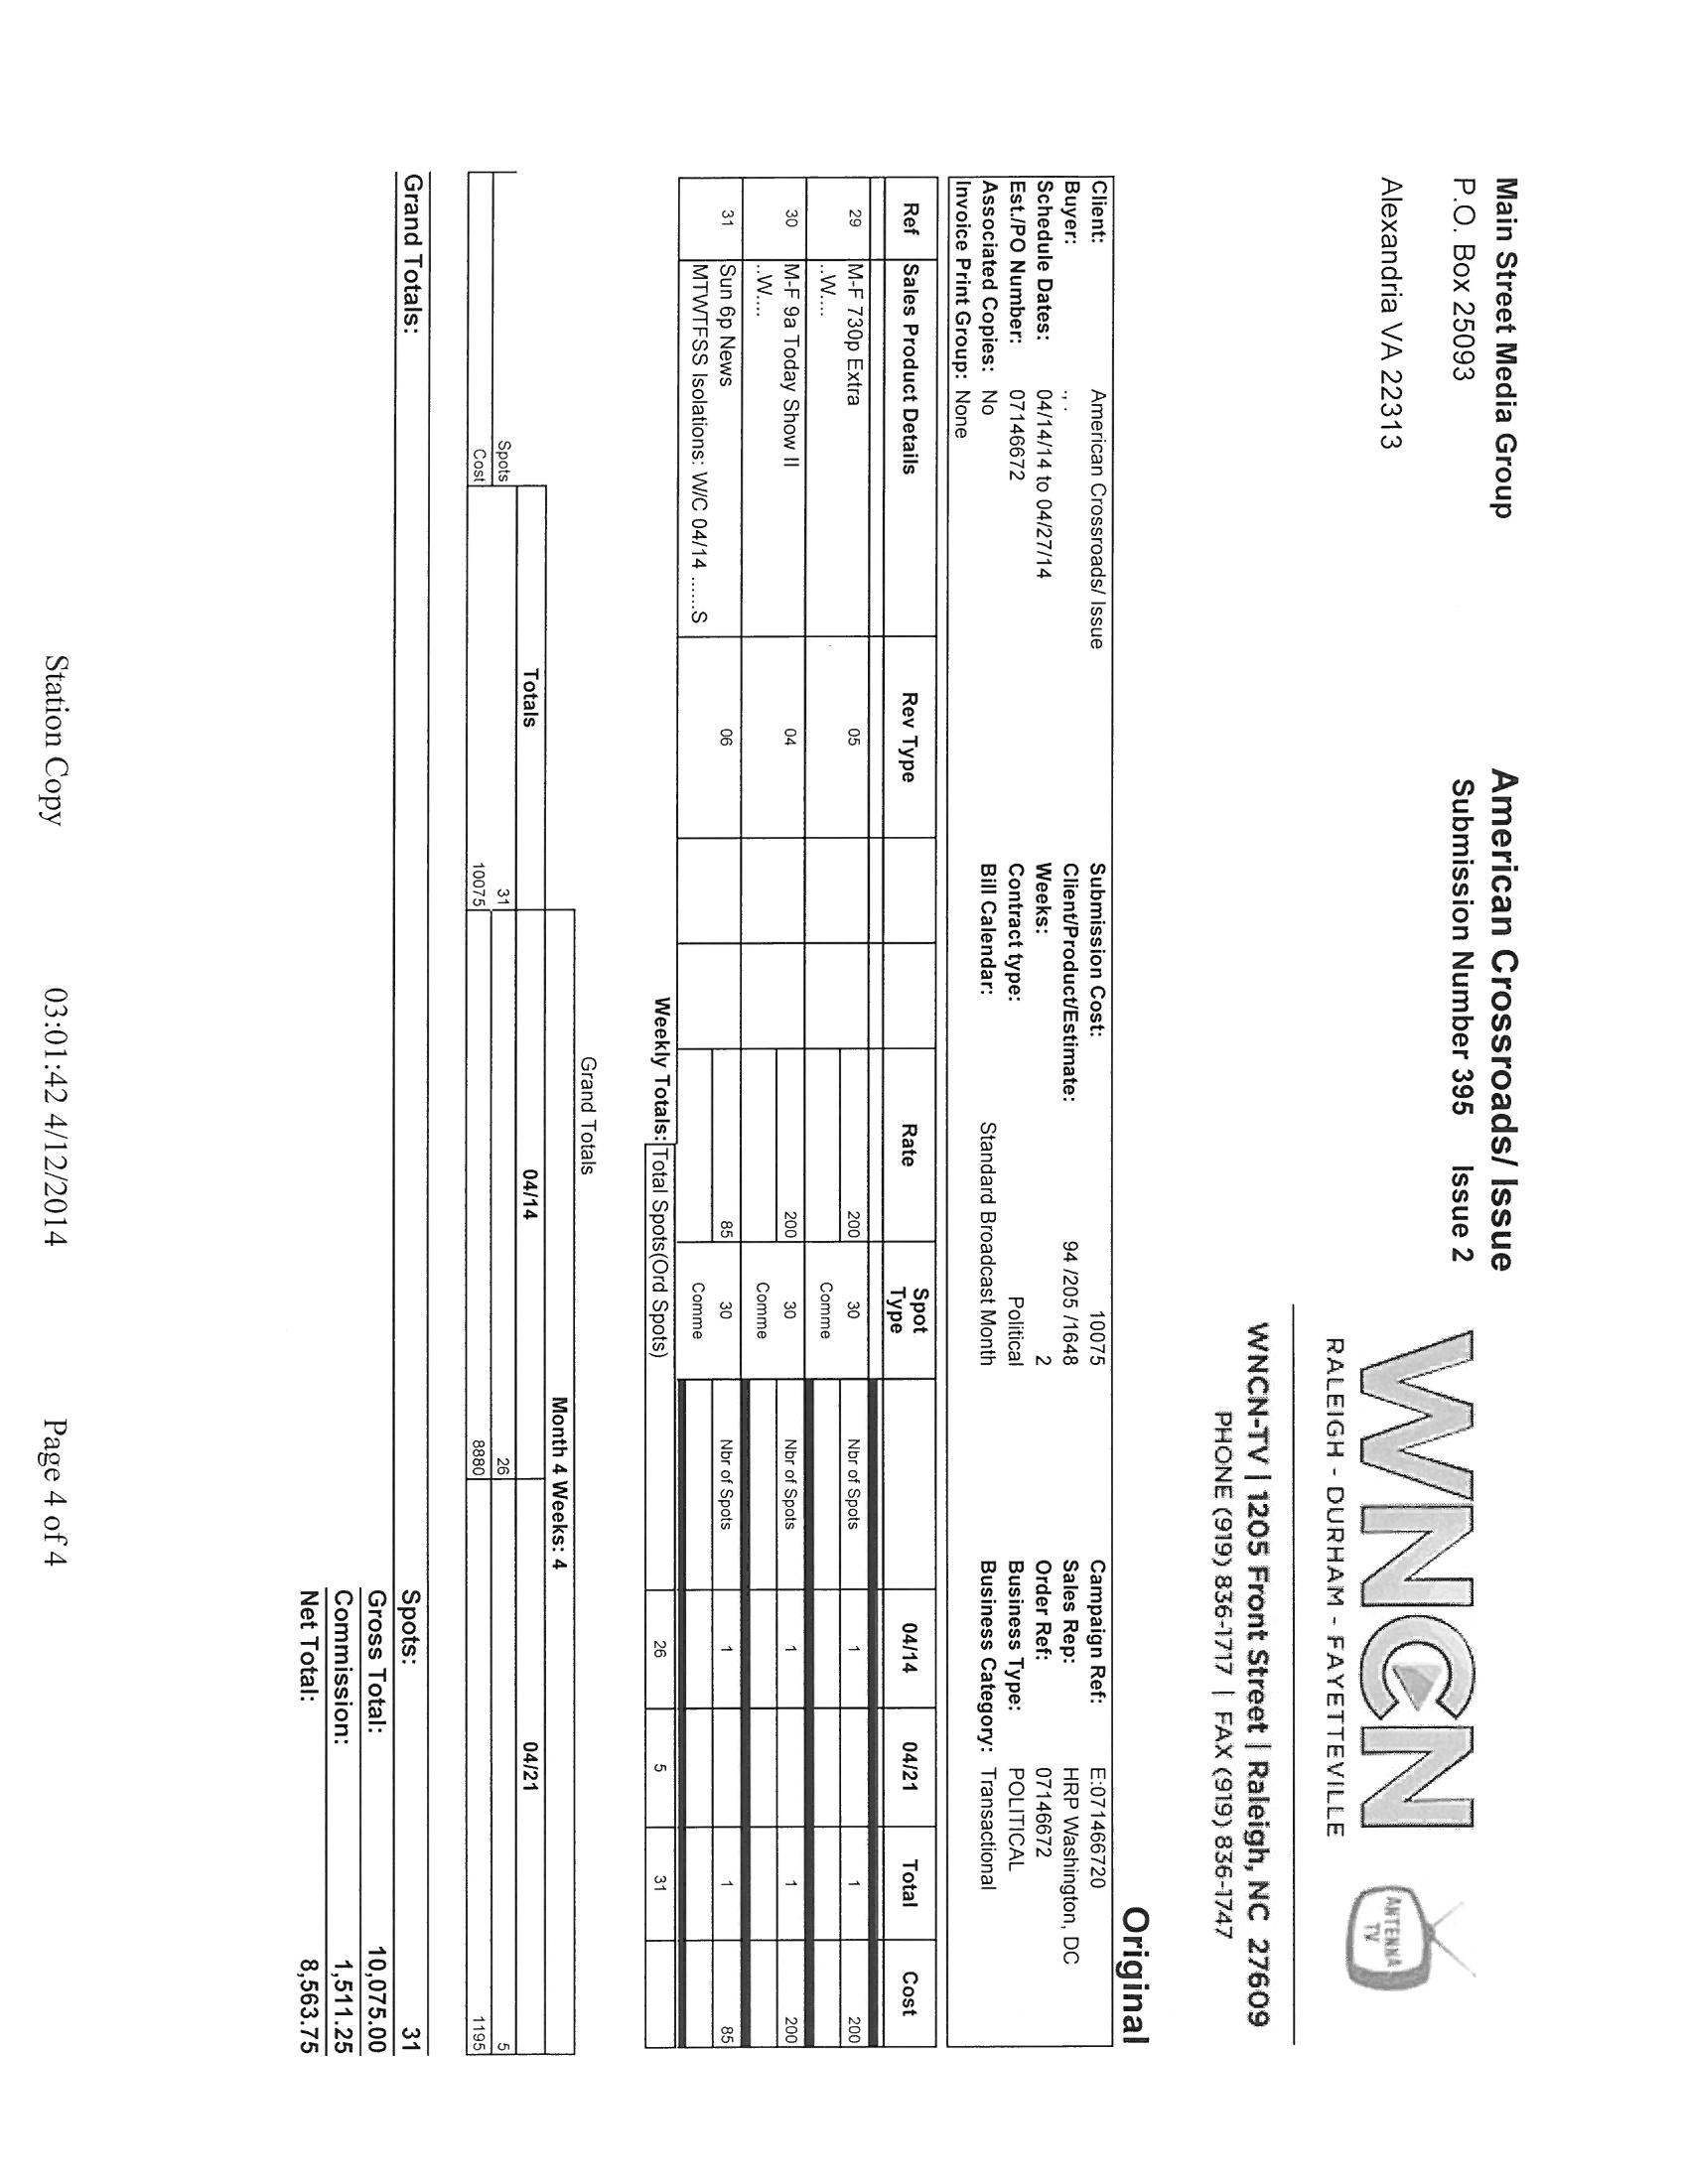 Main Street Media Group
P.O. Box 25093
Alexandria VA 22313
American Crossroads/ Issue
Submission Number 395 Issue 2
WNCN
RALEIGH - DURHAM - FAYETTEVILLE
ANTENNA TV
WNCN-TV | 1205 Front Street | Raleigh, NC 27609
PHONE (919) 836-1717 | FAX (919) 836-1747
Original
Client: American Crossroads/ Issue Submission Cost: 10075 Campaign Ref: E:071466720
Buyer: ., . Client/Product/Estimate: 94 /205 /1648 Sales Rep: HRP Washington, DC
Schedule Dates: 04/14/14 to 04/27/14 Weeks: 2 Order Ref: 07146672
Est./PO Number: 07146672 Contract type: Political Business Type: POLITICAL
Associated Copies: No Bill Calendar: Standard Broadcast Month Business Category: Transactional
Invoice Print Group: None
Ref Sales Product Details Rev Type Rate Spot Type 04/14 04/21 Total Cost
29 M-F 730p Extra 05 200 30 Nbr of Spots 1 1 200
..W.... Comme
30 M-F 9a Today Show II 04 200 30 Nbr of Spots 1 1 200
..W.... Comme
31 Sun 6p News 06 85 30 Nbr of Spots 1 1 85
MTWTFSS Isolations: W/C 04/14 ......S Comme
Weekly Totals: Total Spots(Ord Spots) 26 5 31
Grand Totals
Month 4 Weeks: 4
Totals 04/14 04/21
Spots 31 26 5
Cost 10075 8880 1195
Grand Totals: Spots: 31
Gross Total: 10,075.00
Commission: 1,511.25
Net Total: 8,563.75
Station Copy 03:01:42 4/12/2014 Page 4 of 4